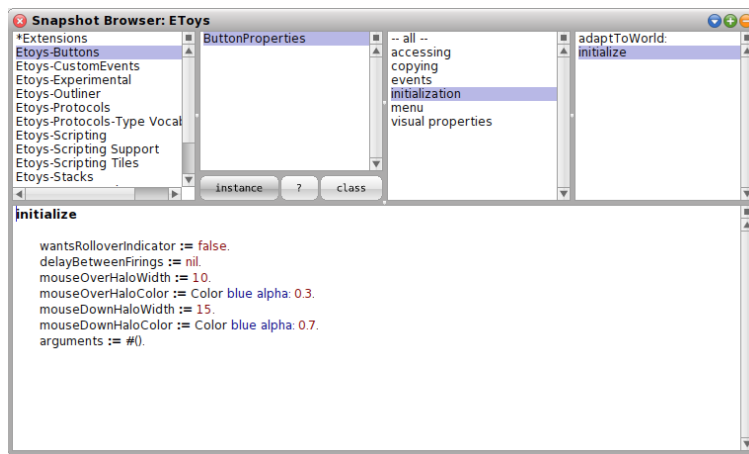 Snapshot Browser: EToys
*Extensions
Etoys-Buttons
Etoys-CustomEvents
Etoys-Experimental
Etoys-Outliner
Etoys-Protocols
Etoys-Protocols-Type Vocab
Etoys-Scripting
Etoys-Scripting Support
Etoys-Scripting Tiles
Etoys-Stacks
ButtonProperties
instance
?
class
-- all --
accessing
copying
events
initialization
menu
visual properties
adaptToWorld:
initialize
initialize
wantsRolloverIndicator := false.
delayBetweenFirings := nil.
mouseOverHaloWidth := 10.
mouseOverHaloColor := Color blue alpha: 0.3.
mouseDownHaloWidth := 15.
mouseDownHaloColor := Color blue alpha: 0.7.
arguments := #().